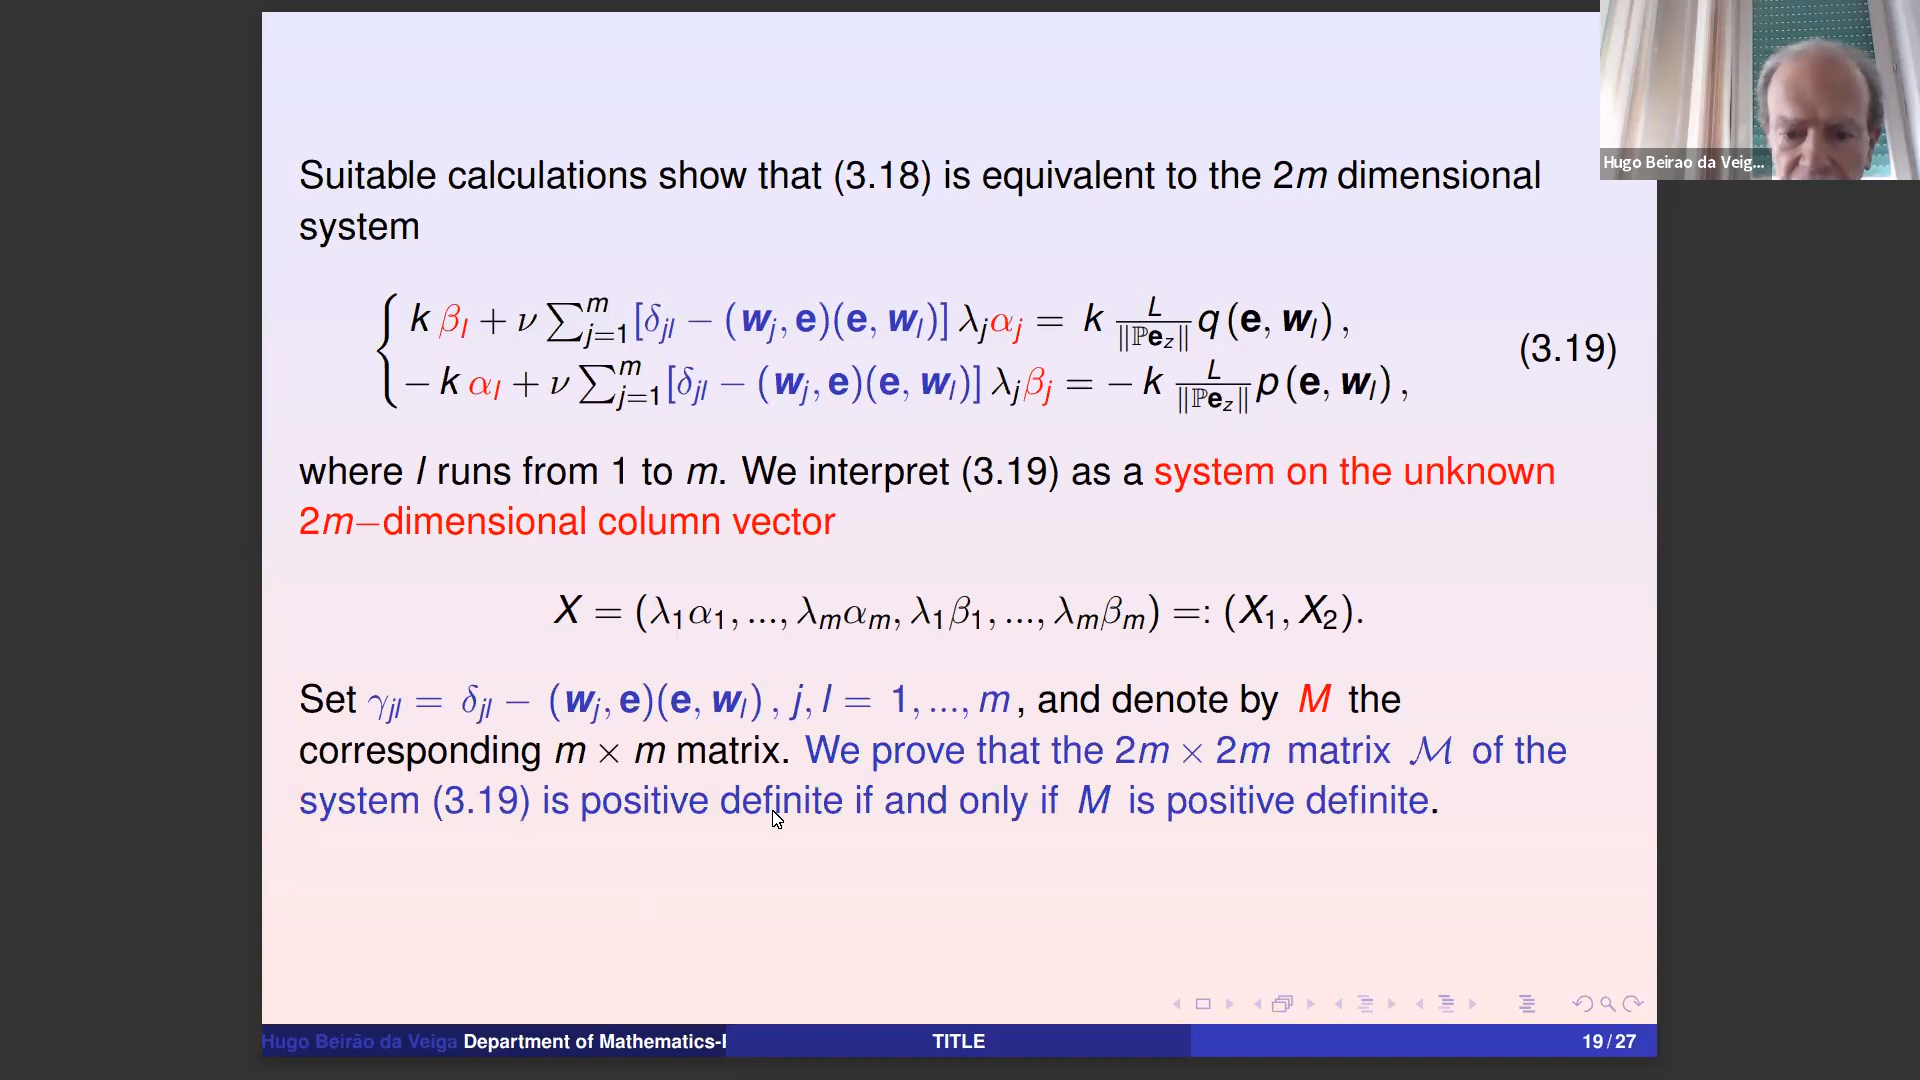 Hugo Beirao da Veig...
Suitable calculations show that (3.18) is equivalent to the 2m dimensional
system
{ k β_l + ν ∑_{j=1}^{m} [δ_{jl} − (w_j, e)(e, w_l)] λ_j α_j = k L/‖ℙe_z‖ q (e, w_l) ,
− k α_l + ν ∑_{j=1}^{m} [δ_{jl} − (w_j, e)(e, w_l)] λ_j β_j = − k L/‖ℙe_z‖ p (e, w_l) ,
(3.19)
where l runs from 1 to m. We interpret (3.19) as a system on the unknown
2m−dimensional column vector
X = (λ_1α_1, ..., λ_mα_m, λ_1β_1, ..., λ_mβ_m) =: (X_1, X_2).
Set γ_{jl} = δ_{jl} − (w_j, e)(e, w_l) , j, l = 1, ..., m , and denote by M the
corresponding m × m matrix. We prove that the 2m × 2m matrix ℳ of the
system (3.19) is positive definite if and only if M is positive definite.
Hugo Beirão da Veiga Department of Mathematics-
TITLE
19 / 27